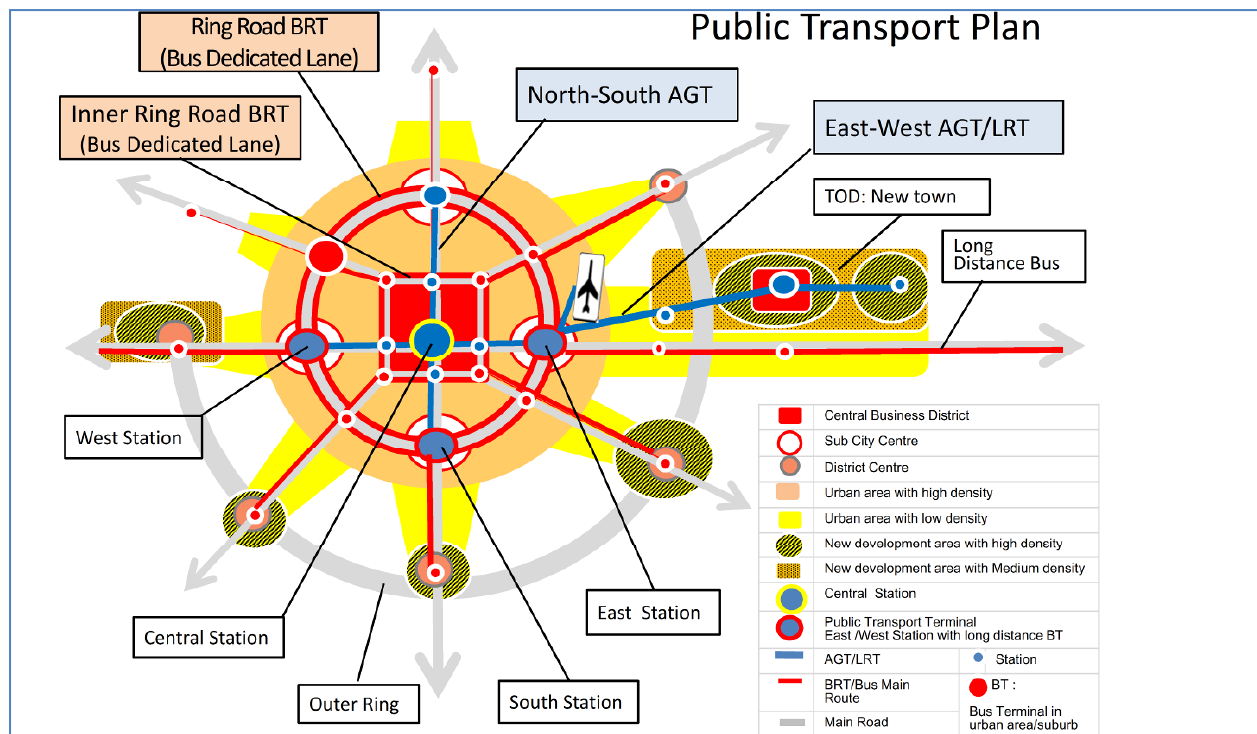 Public Transport Plan
Ring Road BRT
(Bus Dedicated Lane)
Inner Ring Road BRT
(Bus Dedicated Lane)
North-South AGT
East-West AGT/LRT
TOD: New town
Long
Distance Bus
West Station
Central Station
Outer Ring
South Station
East Station
Central Business District
Sub City Centre
District Centre
Urban area with high density
Urban area with low density
New development area with high density
New development area with Medium density
Central Station
Public Transport Terminal
East /West Station with long distance BT
AGT/LRT
Station
BRT/Bus Main
Route
BT :
Bus Terminal in
urban area/suburb
Main Road